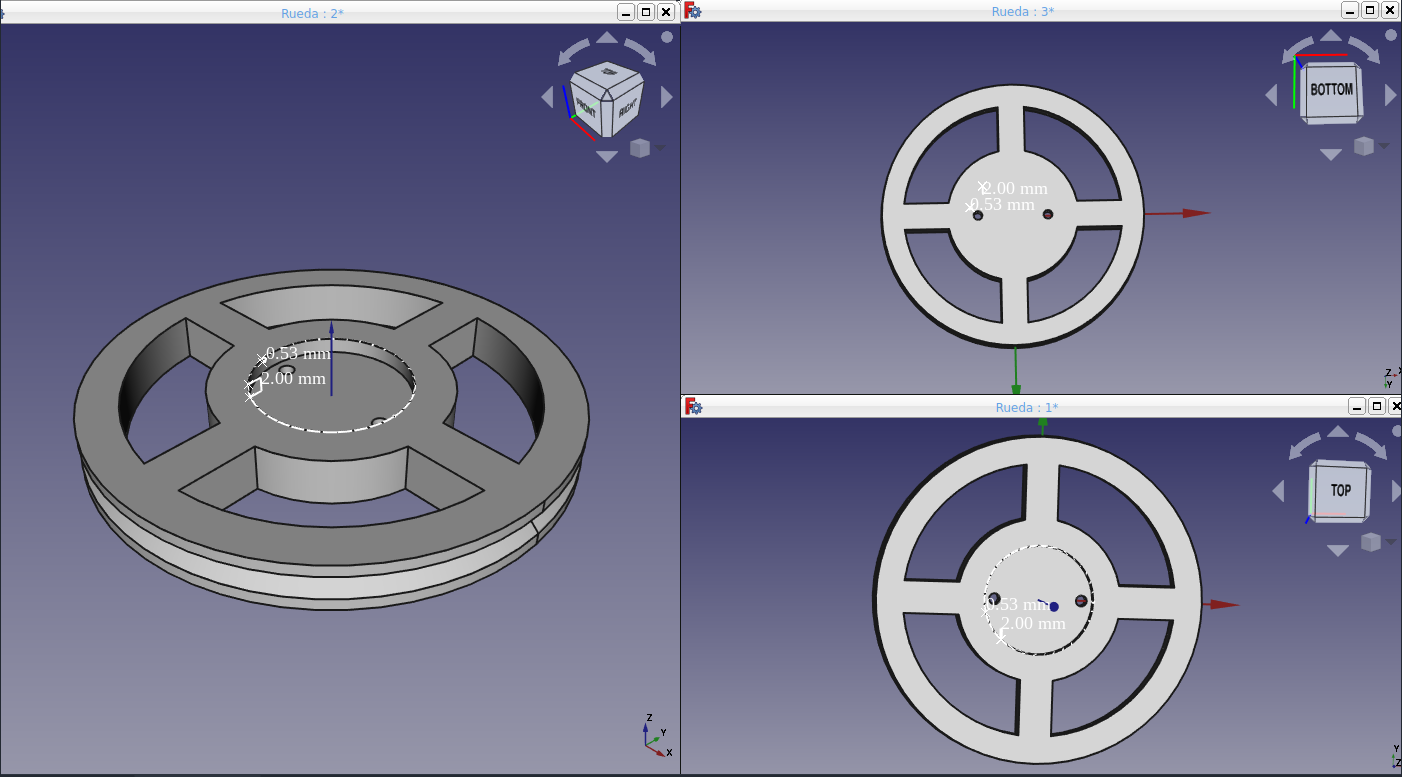 Rueda : 2*
TOP
FRONT
RIGHT
0.53 mm
2.00 mm
Z
Y
X
Rueda : 3*
BOTTOM
2.00 mm
0.53 mm
Z
X
Y
Rueda : 1*
TOP
0.53 mm
2.00 mm
Y
Z